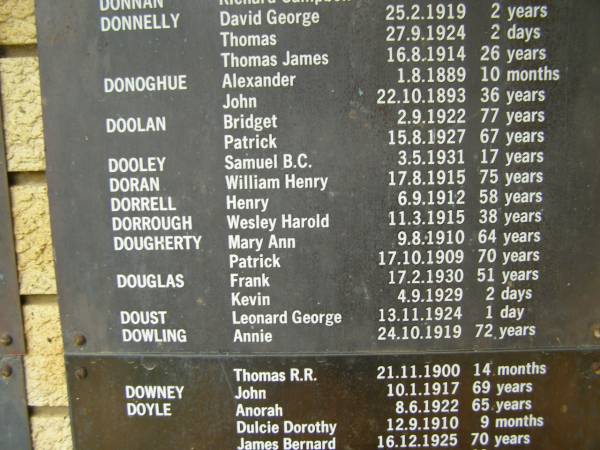 DONNAN Richard Campbell
DONNELLY David George 25.2.1919 2 years
Thomas 27.9.1924 2 days
Thomas James 16.8.1914 26 years
DONOGHUE Alexander 1.8.1889 10 months
John 22.10.1893 36 years
DOOLAN Bridget 2.9.1922 77 years
Patrick 15.8.1927 67 years
DOOLEY Samuel B.C. 3.5.1931 17 years
DORAN William Henry 17.8.1915 75 years
DORRELL Henry 6.9.1912 58 years
DORROUGH Wesley Harold 11.3.1915 38 years
DOUGHERTY Mary Ann 9.8.1910 64 years
Patrick 17.10.1909 70 years
DOUGLAS Frank 17.2.1930 51 years
Kevin 4.9.1929 2 days
DOUST Leonard George 13.11.1924 1 day
DOWLING Annie 24.10.1919 72 years
Thomas R.R. 21.11.1900 14 months
DOWNEY John 10.1.1917 69 years
DOYLE Anorah 8.6.1922 65 years
Dulcie Dorothy 12.9.1910 9 months
James Bernard 16.12.1925 70 years